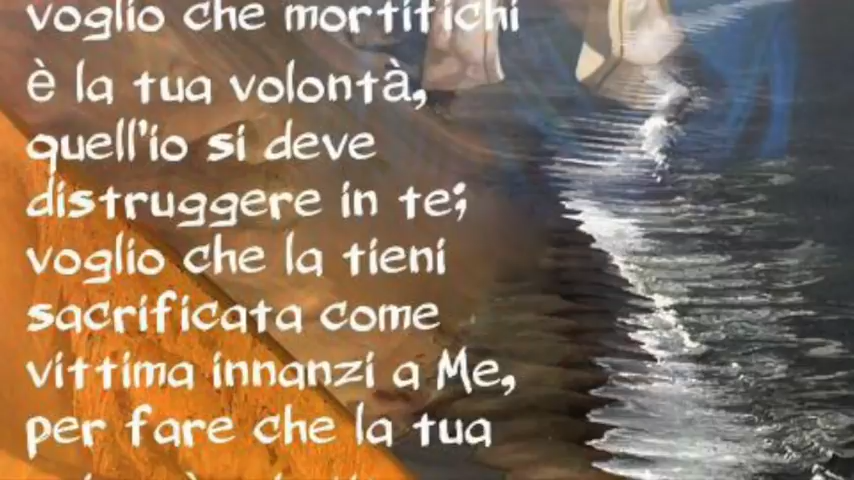 voglio che mortifichi
è la tua volontà,
quell'io si deve
distruggere in te;
voglio che la tieni
sacrificata come
vittima innanzi a Me,
per fare che la tua